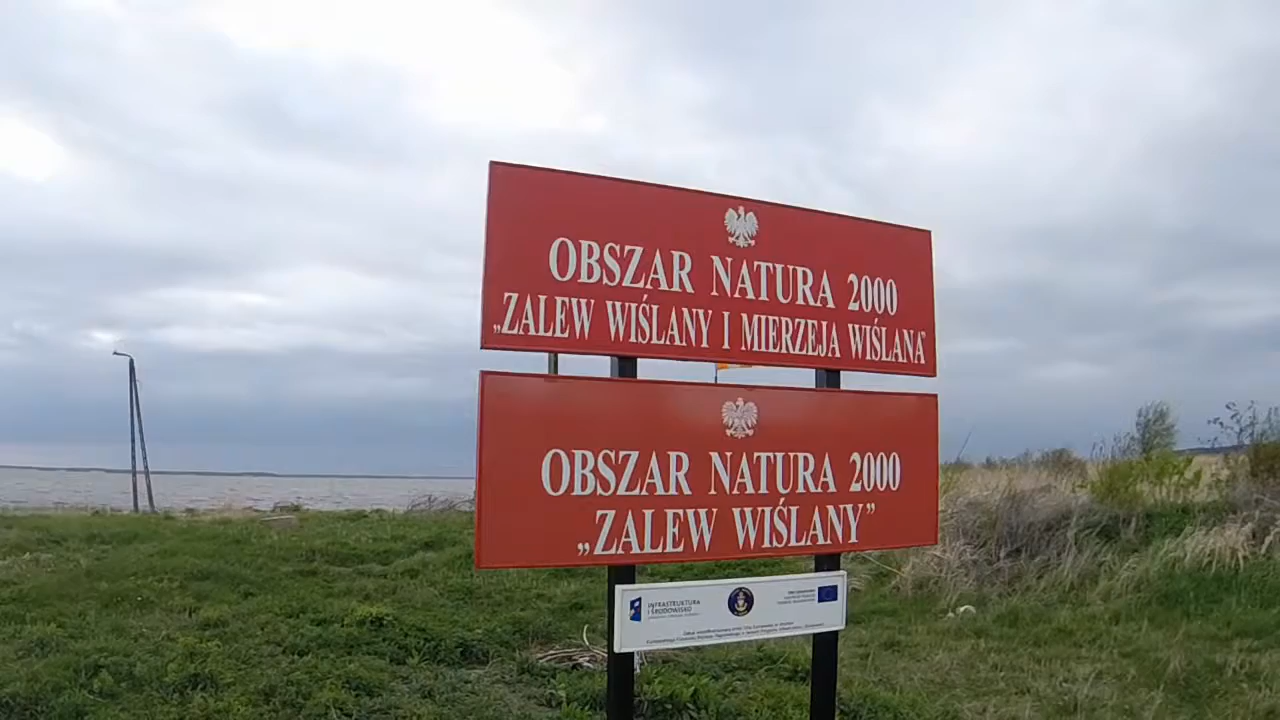 OBSZAR NATURA 2000
„ZALEW WIŚLANY I MIERZEJA WIŚLANA”
OBSZAR NATURA 2000
„ZALEW WIŚLANY”
INFRASTRUKTURA
I ŚRODOWISKO